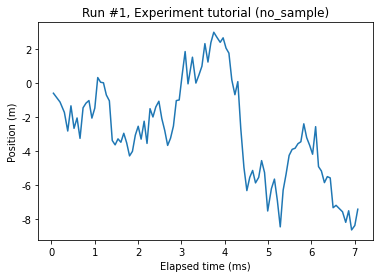 Run #1, Experiment tutorial (no_sample)
Position (m)
2
0
-2
-4
-6
-8
0 1 2 3 4 5 6 7
Elapsed time (ms)